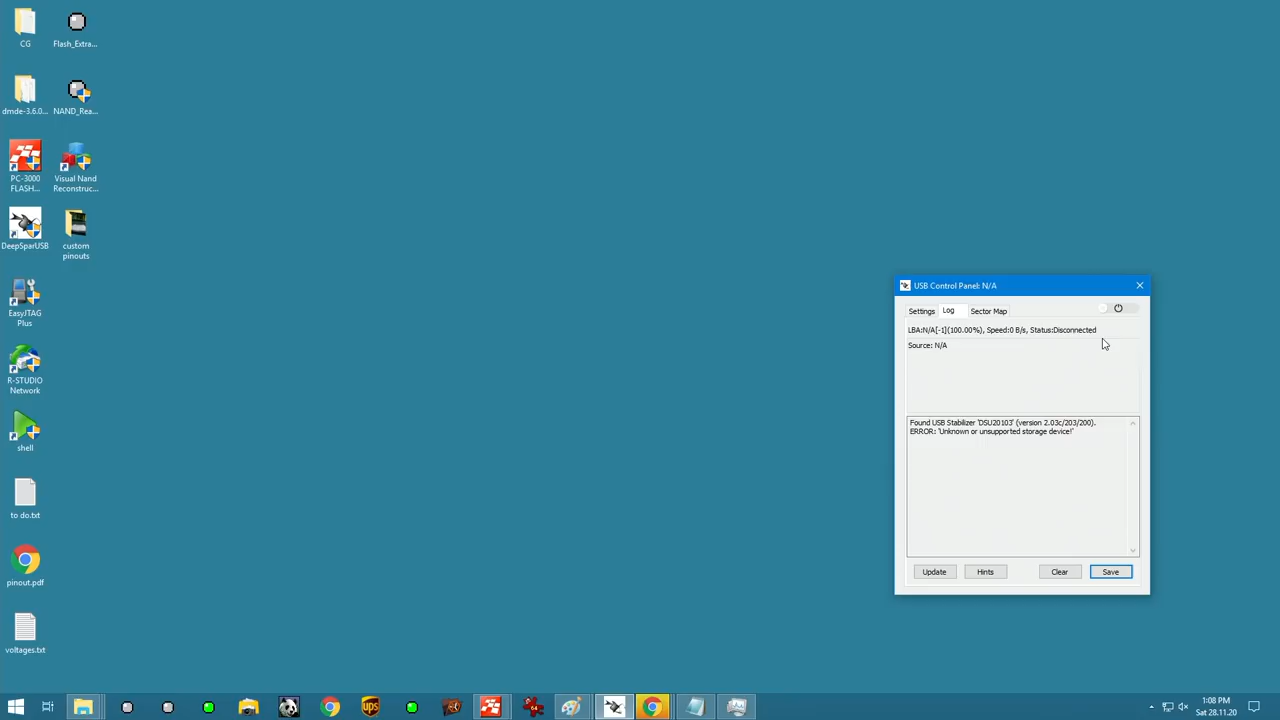 CG
Flash_Extra...
dmde-3.6.0...
NAND_Rea...
PC-3000
FLASH...
Visual Nand
Reconstruc...
DeepSparUSB
custom
pinouts
EasyJTAG
Plus
R-STUDIO
Network
shell
to do.txt
pinout.pdf
voltages.txt
USB Control Panel: N/A
Settings
Log
Sector Map
LBA:N/A[-1](100.00%), Speed:0 B/s, Status:Disconnected
Source: N/A
Found USB Stabilizer 'DSU20103' (version 2.03c/203/200).
ERROR: 'Unknown or unsupported storage device!'
Update
Hints
Clear
Save
ups
64
1:08 PM
Sat 28.11.20